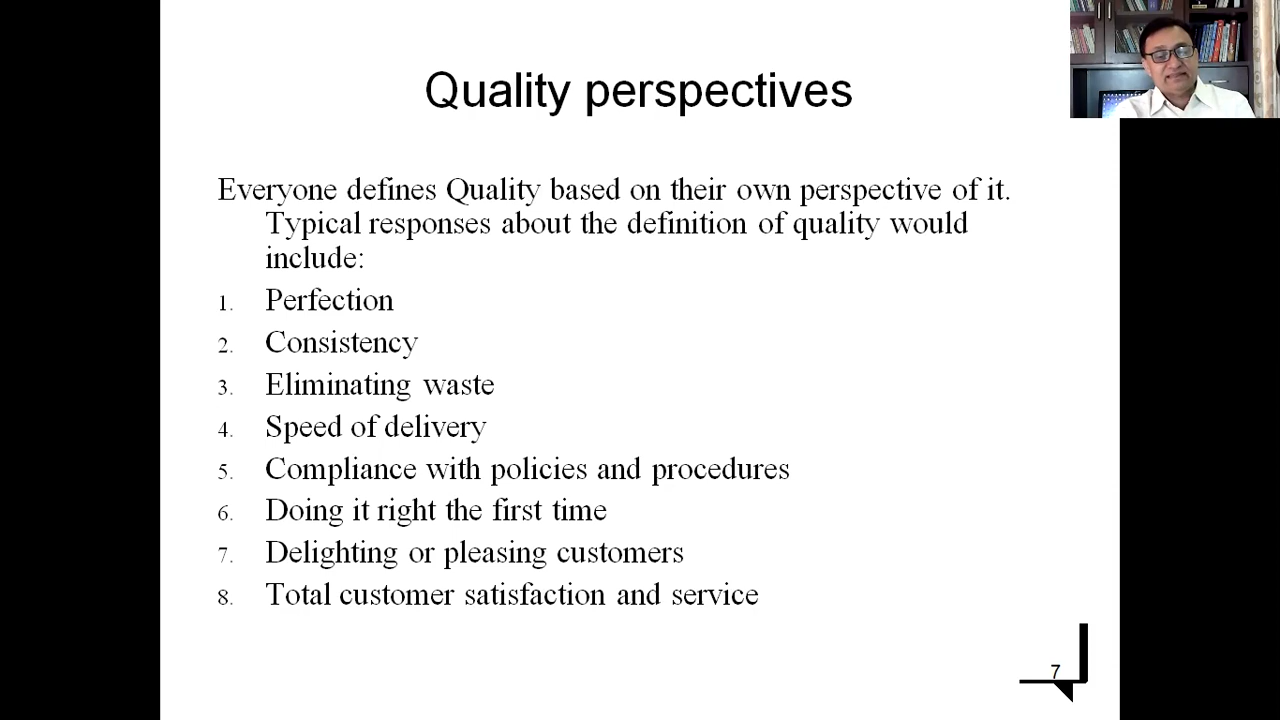 Quality perspectives
Everyone defines Quality based on their own perspective of it.
Typical responses about the definition of quality would
include:
1. Perfection
2. Consistency
3. Eliminating waste
4. Speed of delivery
5. Compliance with policies and procedures
6. Doing it right the first time
7. Delighting or pleasing customers
8. Total customer satisfaction and service
7